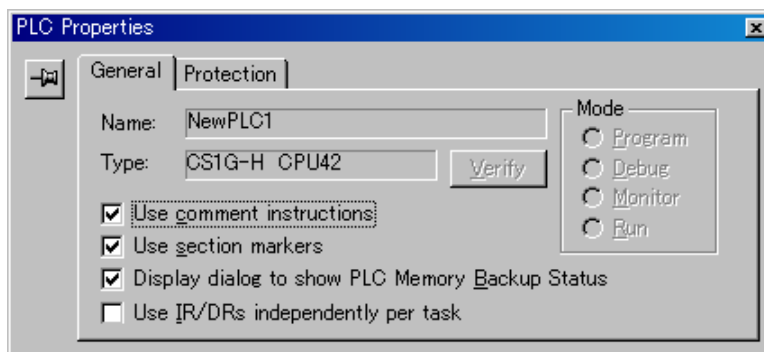 PLC Properties
General Protection
Name: NewPLC1
Type: CS1G-H CPU42 Verify
Mode
Program
Debug
Monitor
Run
Use comment instructions
Use section markers
Display dialog to show PLC Memory Backup Status
Use IR/DRs independently per task